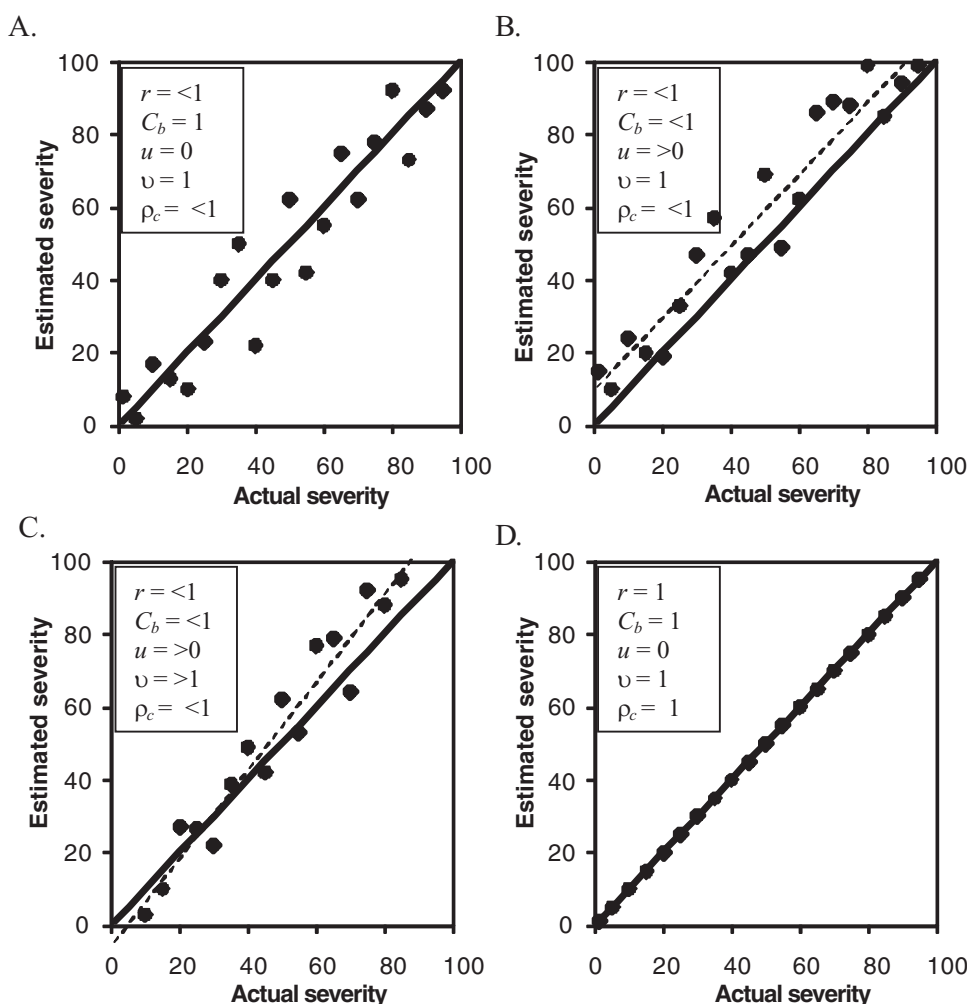 A.
100
80
60
40
20
0
r = <1
C_b = 1
u = 0
υ = 1
ρ_c = <1
Estimated severity
0 20 40 60 80 100
Actual severity
B.
100
80
60
40
20
0
r = <1
C_b = <1
u = >0
υ = 1
ρ_c = <1
Estimated severity
0 20 40 60 80 100
Actual severity
C.
100
80
60
40
20
0
r = <1
C_b = <1
u = >0
υ = >1
ρ_c = <1
Estimated severity
0 20 40 60 80 100
Actual severity
D.
100
80
60
40
20
0
r = 1
C_b = 1
u = 0
υ = 1
ρ_c = 1
Estimated severity
0 20 40 60 80 100
Actual severity